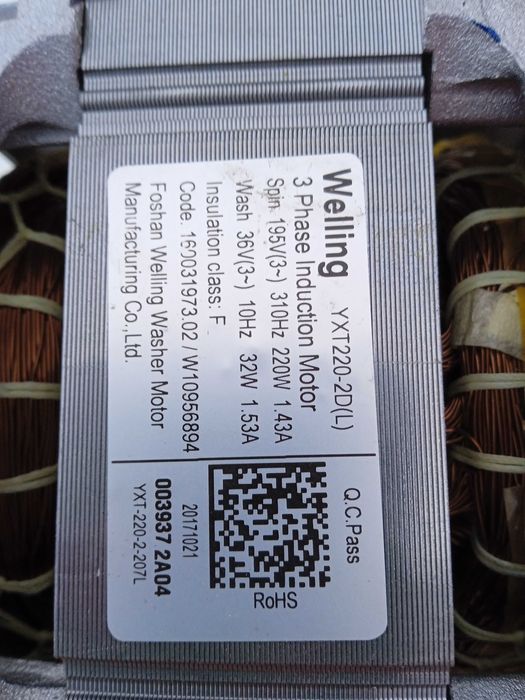 Welling YXT220-2D(L)
3 Phase Induction Motor
Spin 195V(3~) 310Hz 220W 1.43A
Wash 36V(3~) 10Hz 32W 1.53A
Insulation class: F
Code: 160031973.02 / W10956894
Foshan Welling Washer Motor
Manufacturing Co.,Ltd.
Q.C.Pass
RoHS
20171021
003937 2A04
YXT-220-2-207L